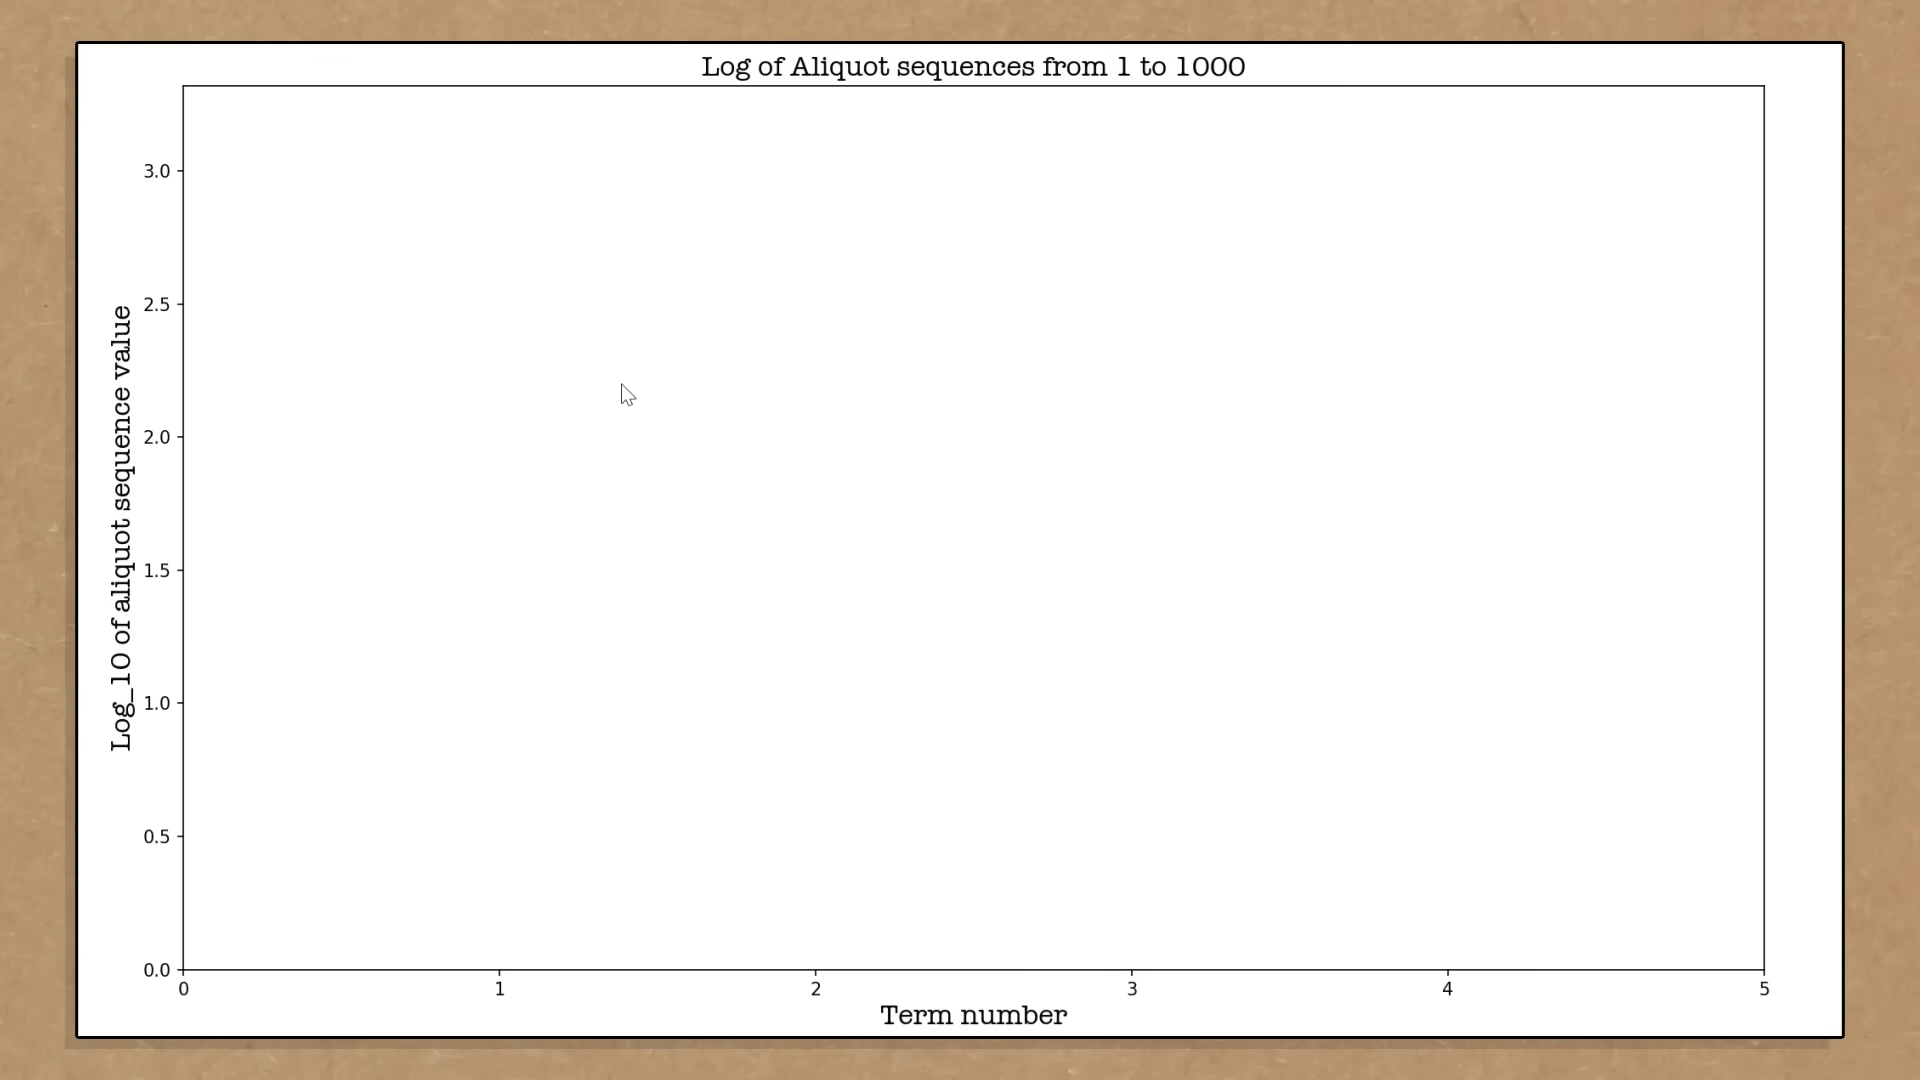 Log of Aliquot sequences from 1 to 1000
Log_10 of aliquot sequence value
3.0
2.5
2.0
1.5
1.0
0.5
0.0
0 1 2 3 4 5
Term number